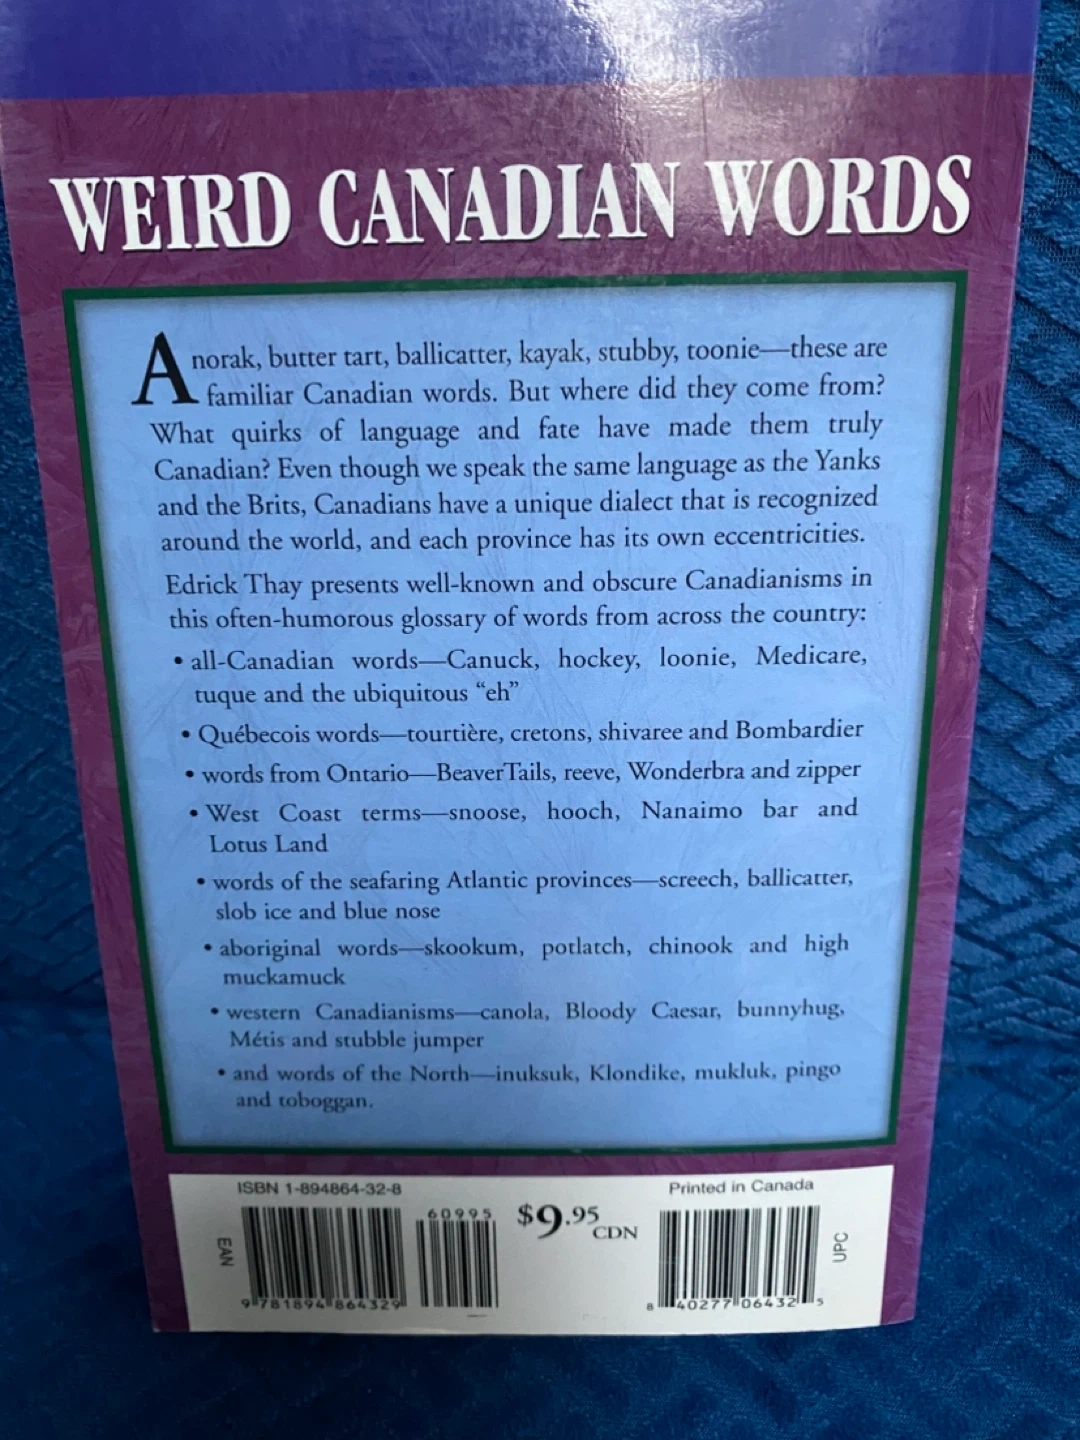 WEIRD CANADIAN WORDS
Anorak, butter tart, ballicatter, kayak, stubby, toonie—these are
familiar Canadian words. But where did they come from?
What quirks of language and fate have made them truly
Canadian? Even though we speak the same language as the Yanks
and the Brits, Canadians have a unique dialect that is recognized
around the world, and each province has its own eccentricities.
Edrick Thay presents well-known and obscure Canadianisms in
this often-humorous glossary of words from across the country:
• all-Canadian words—Canuck, hockey, loonie, Medicare,
tuque and the ubiquitous “eh”
• Québecois words—tourtière, cretons, shivaree and Bombardier
• words from Ontario—BeaverTails, reeve, Wonderbra and zipper
• West Coast terms—snoose, hooch, Nanaimo bar and
Lotus Land
• words of the seafaring Atlantic provinces—screech, ballicatter,
slob ice and blue nose
• aboriginal words—skookum, potlatch, chinook and high
muckamuck
• western Canadianisms—canola, Bloody Caesar, bunnyhug,
Métis and stubble jumper
• and words of the North—inuksuk, Klondike, mukluk, pingo
and toboggan.
ISBN 1-894864-32-8
Printed in Canada
60995
$9.95
CDN
EAN
UPC
9 781894 864329
8 40277 06432 5